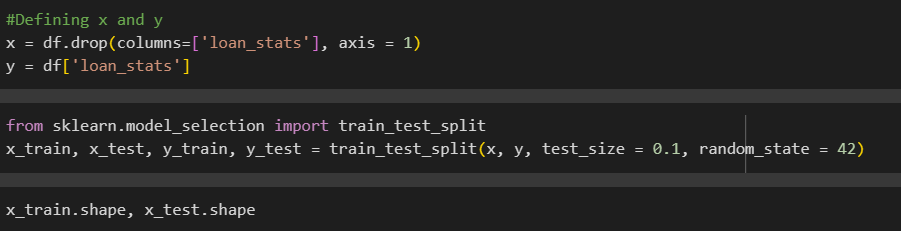 #Defining x and y
x = df.drop(columns=['loan_stats'], axis = 1)
y = df['loan_stats']
from sklearn.model_selection import train_test_split
x_train, x_test, y_train, y_test = train_test_split(x, y, test_size = 0.1, random_state = 42)
x_train.shape, x_test.shape